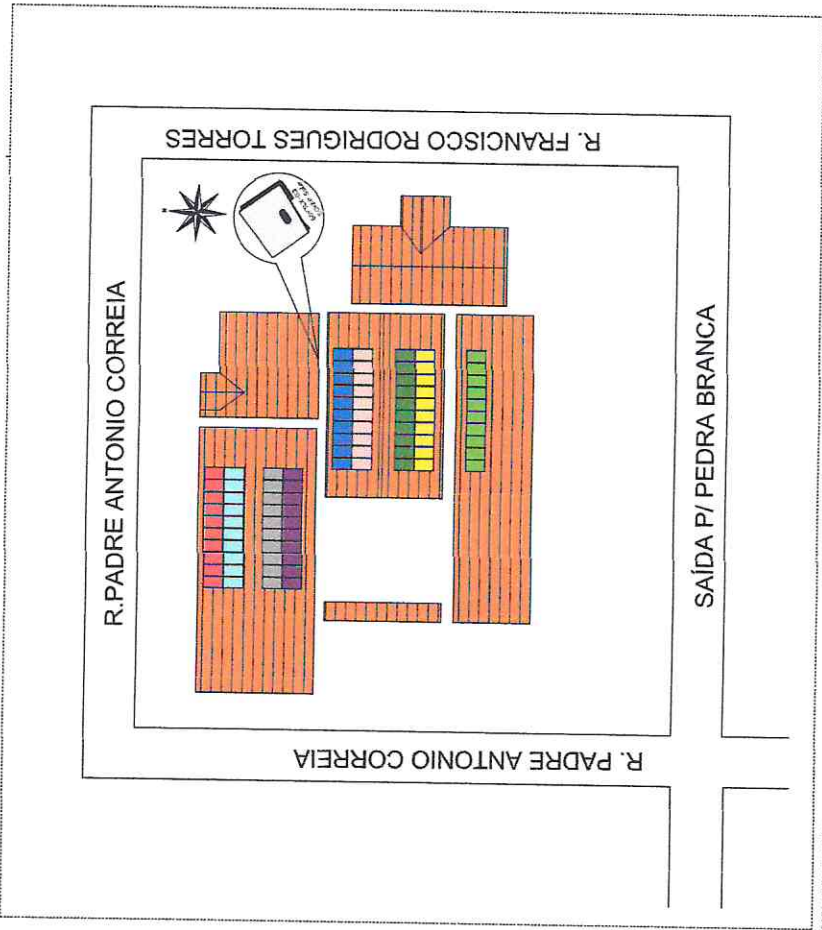 R. FRANCISCO RODRIGUES TORRES
R.PADRE ANTONIO CORREIA
SAÍDA P/ PEDRA BRANCA
R. PADRE ANTONIO CORREIA